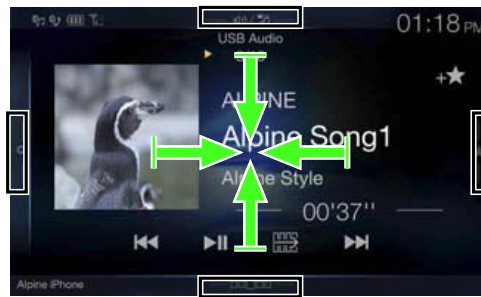 01:18 PM
USB Audio
ALPINE
Alpine Song1
Alpine Style
00'37''
Alpine iPhone